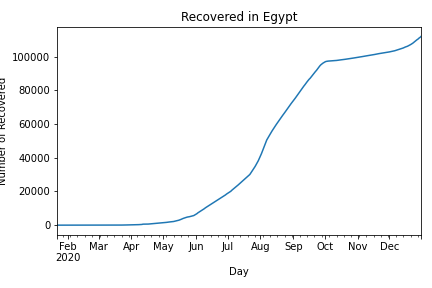 Recovered in Egypt
Number of Recovered
100000
80000
60000
40000
20000
0
Feb Mar Apr May Jun Jul Aug Sep Oct Nov Dec
2020
Day